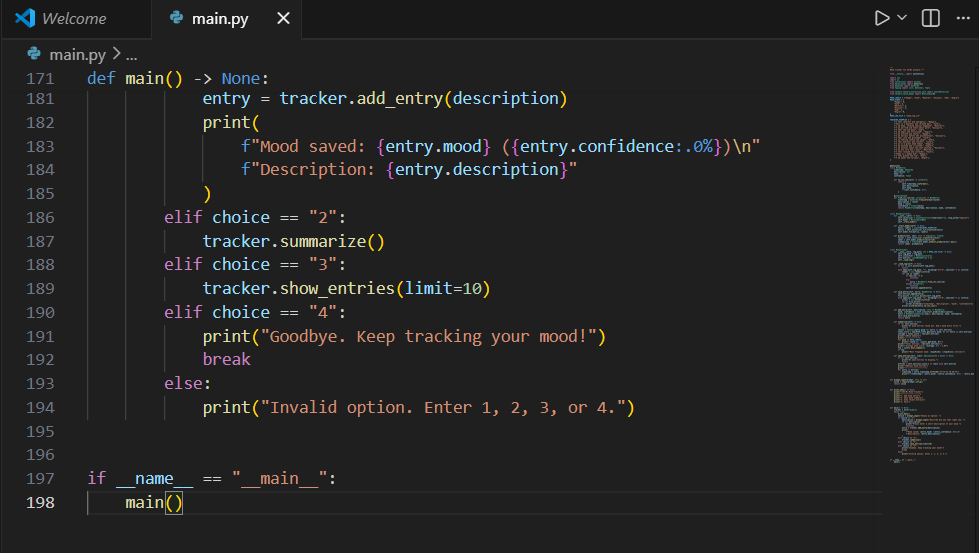 Welcome
main.py
main.py > ...
171 def main() -> None:
181             entry = tracker.add_entry(description)
182             print(
183                 f"Mood saved: {entry.mood} ({entry.confidence:.0%})\n"
184                 f"Description: {entry.description}"
185             )
186         elif choice == "2":
187             tracker.summarize()
188         elif choice == "3":
189             tracker.show_entries(limit=10)
190         elif choice == "4":
191             print("Goodbye. Keep tracking your mood!")
192             break
193         else:
194             print("Invalid option. Enter 1, 2, 3, or 4.")
195
196
197 if __name__ == "__main__":
198     main()